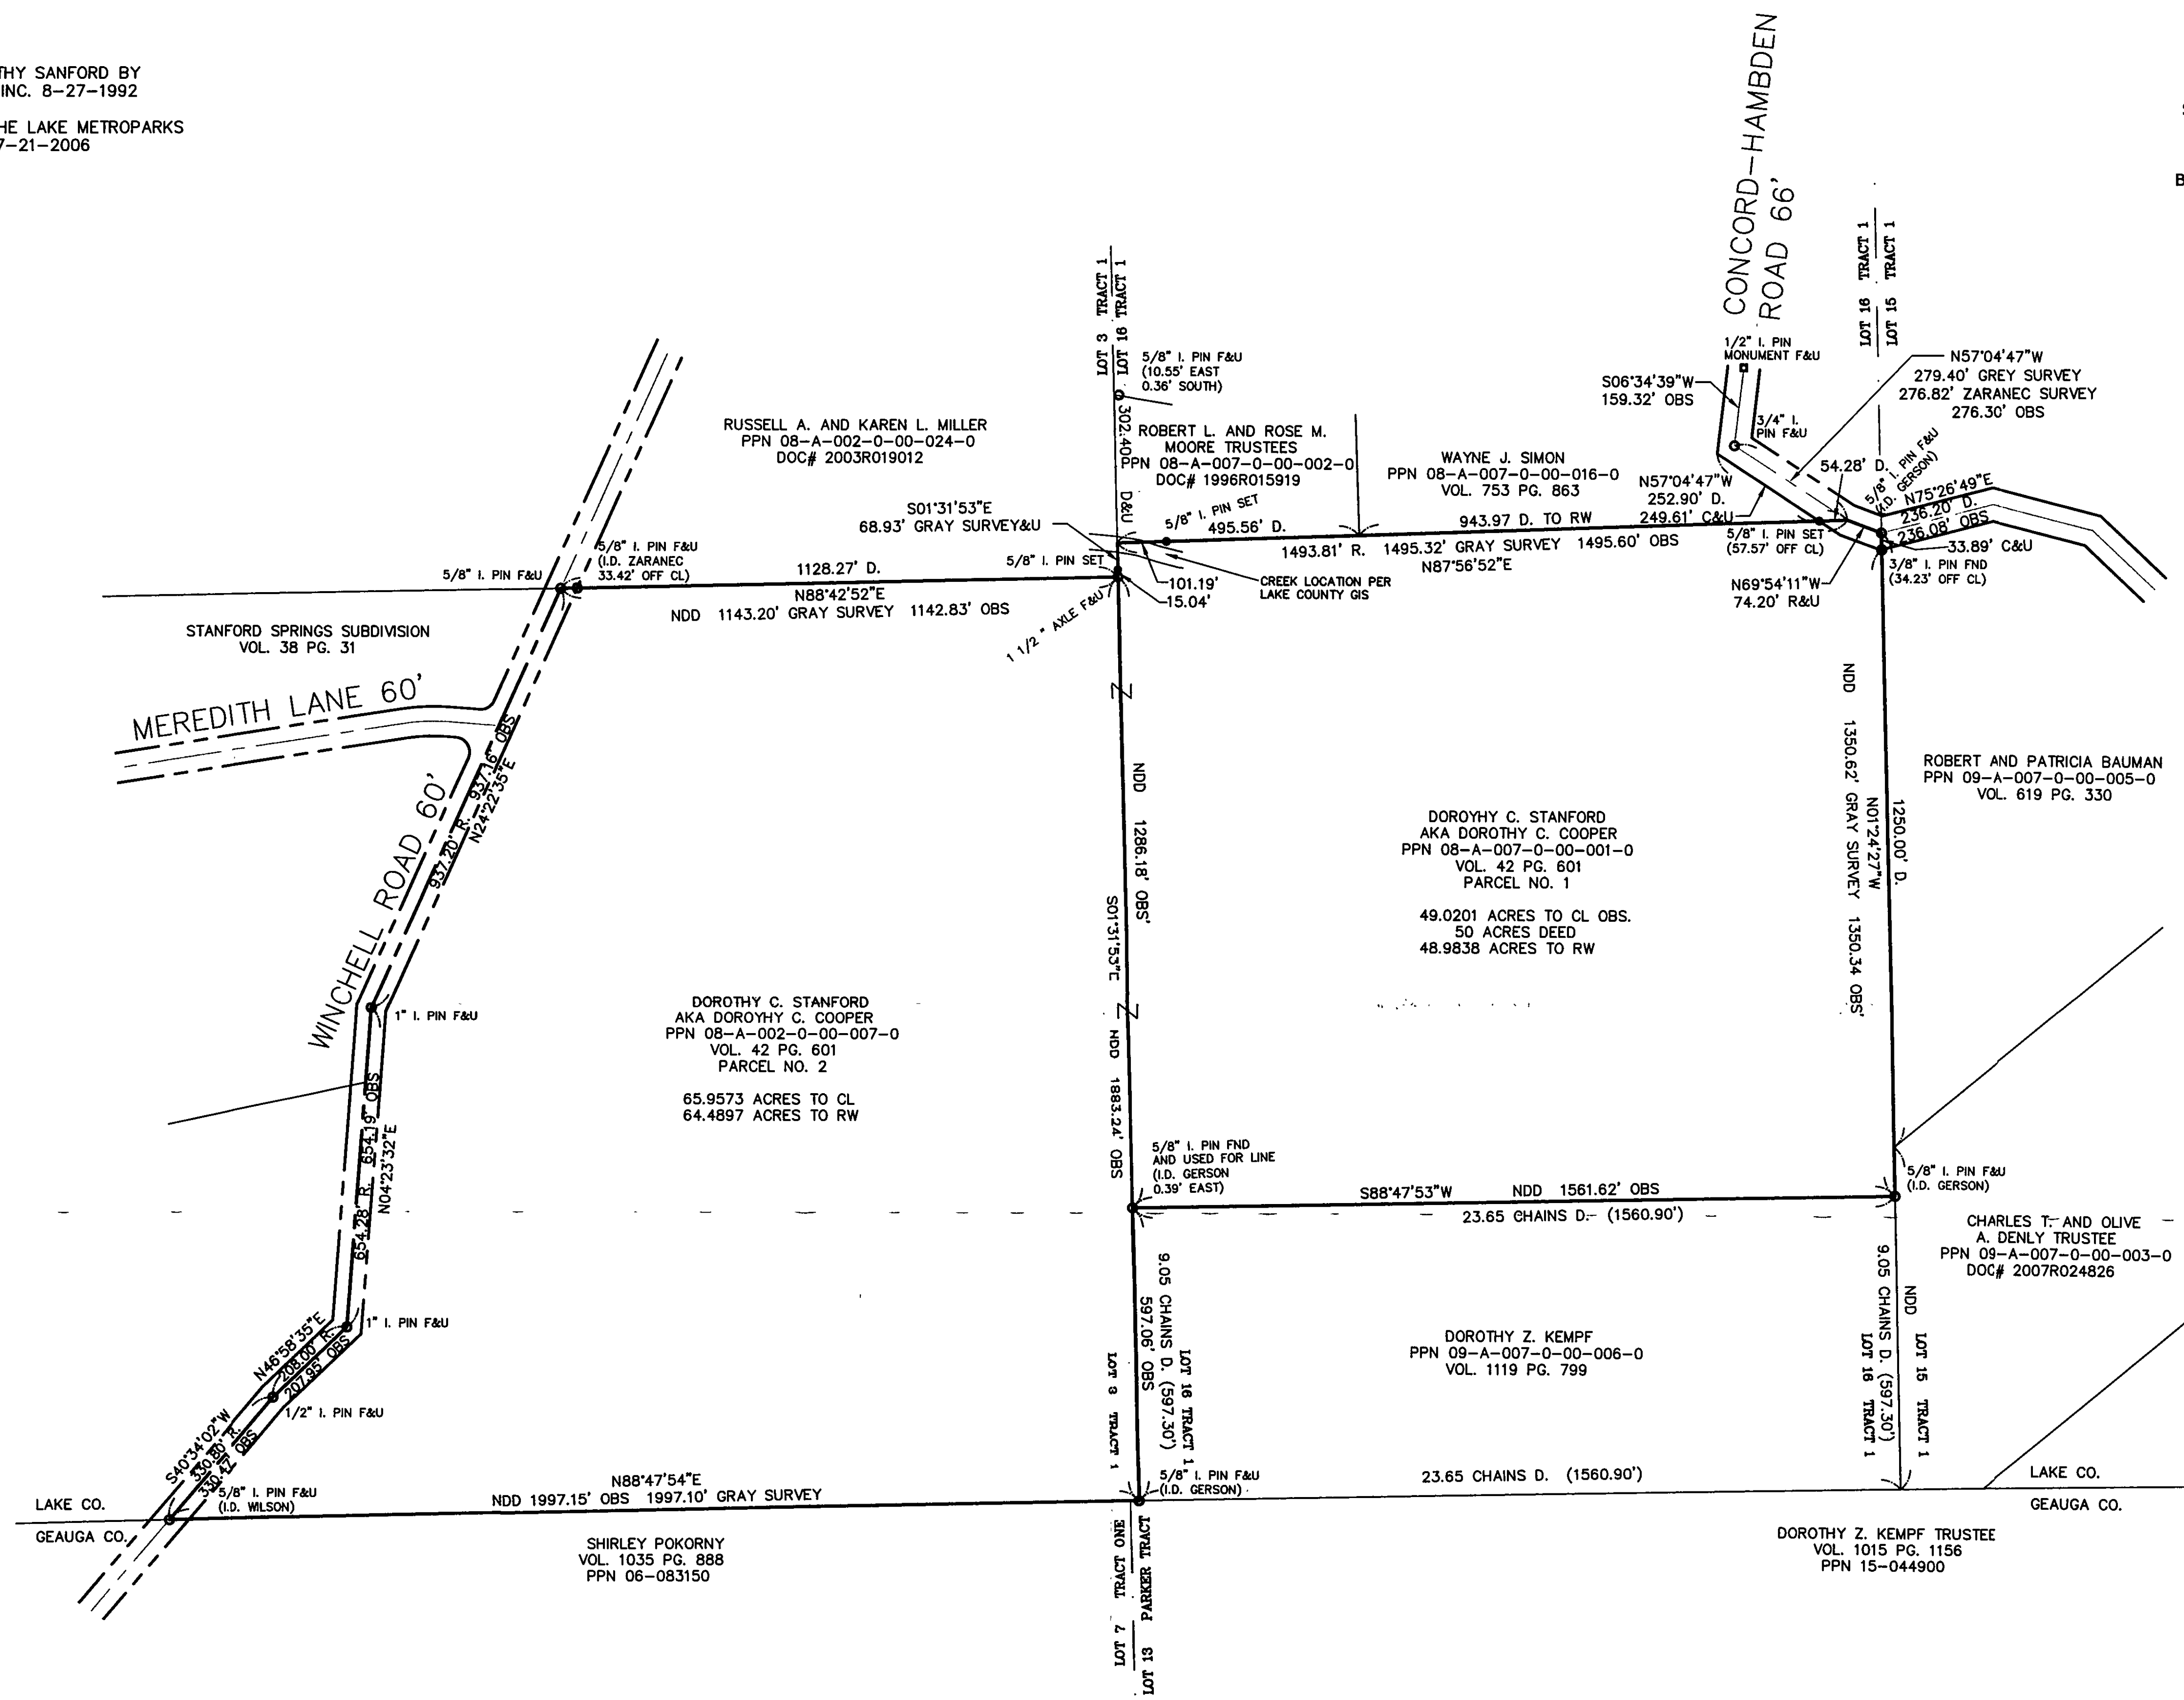 THY SANFORD BY
INC. 8-27-1992
HE LAKE METROPARKS
7-21-2006
B
CONCORD-HAMBDEN
ROAD 66'
LOT 3 TRACT 1
LOT 16 TRACT 1
LOT 16 TRACT 1
LOT 15 TRACT 1
5/8" I. PIN F&U
(10.55' EAST
0.36' SOUTH)
302.40'
D&U
1/2" I. PIN
MONUMENT F&U
S06°34'39"W
159.32' OBS
3/4" I.
PIN F&U
N57°04'47"W
279.40' GREY SURVEY
276.82' ZARANEC SURVEY
276.30' OBS
RUSSELL A. AND KAREN L. MILLER
PPN 08-A-002-0-00-024-0
DOC# 2003R019012
ROBERT L. AND ROSE M.
MOORE TRUSTEES
PPN 08-A-007-0-00-002-0
DOC# 1996R015919
WAYNE J. SIMON
PPN 08-A-007-0-00-016-0
VOL. 753 PG. 863
N57°04'47"W
252.90' D.
249.61' C&U
54.28' D.
5/8" I. PIN F&U
(I.D. GERSON)
N75°26'49"E
236.20' D.
236.08' OBS
33.89' C&U
3/8" I. PIN FND
(34.23' OFF CL)
N69°54'11"W
74.20' R&U
5/8" I. PIN SET
(57.57' OFF CL)
S01°31'53"E
68.93' GRAY SURVEY&U
5/8" I. PIN SET
495.56' D.
943.97 D. TO RW
1493.81' R. 1495.32' GRAY SURVEY 1495.60' OBS
N87°56'52"E
5/8" I. PIN F&U
5/8" I. PIN F&U
(I.D. ZARANEC
33.42' OFF CL)
1128.27' D.
N88°42'52"E
NDD 1143.20' GRAY SURVEY 1142.83' OBS
5/8" I. PIN SET
1 1/2 " AXLE F&U
101.19'
15.04'
CREEK LOCATION PER
LAKE COUNTY GIS
STANFORD SPRINGS SUBDIVISION
VOL. 38 PG. 31
MEREDITH LANE 60'
WINCHELL ROAD 60'
937.20' R. 937.16' OBS
N24°22'35"E
NDD 1286.18' OBS'
S01°31'53"E
NDD 1883.24' OBS
NDD 1350.62' GRAY SURVEY 1350.34 OBS'
N01°24'27"W
1250.00' D.
ROBERT AND PATRICIA BAUMAN
PPN 09-A-007-0-00-005-0
VOL. 619 PG. 330
DOROYHY C. STANFORD
AKA DOROTHY C. COOPER
PPN 08-A-007-0-00-001-0
VOL. 42 PG. 601
PARCEL NO. 1
49.0201 ACRES TO CL OBS.
50 ACRES DEED
48.9838 ACRES TO RW
DOROTHY C. STANFORD
AKA DOROYHY C. COOPER
PPN 08-A-002-0-00-007-0
VOL. 42 PG. 601
PARCEL NO. 2
65.9573 ACRES TO CL
64.4897 ACRES TO RW
1" I. PIN F&U
654.28' R. 654.19' OBS
N04°23'32"E
5/8" I. PIN FND
AND USED FOR LINE
(I.D. GERSON
0.39' EAST)
S88°47'53"W NDD 1561.62' OBS
23.65 CHAINS D. (1560.90')
5/8" I. PIN F&U
(I.D. GERSON)
CHARLES T. AND OLIVE
A. DENLY TRUSTEE
PPN 09-A-007-0-00-003-0
DOC# 2007R024826
9.05 CHAINS D. (597.30')
597.06' OBS
LOT 3 TRACT 1
LOT 16 TRACT 1
NDD
9.05 CHAINS D. (597.30')
LOT 16 TRACT 1
LOT 15 TRACT 1
DOROTHY Z. KEMPF
PPN 09-A-007-0-00-006-0
VOL. 1119 PG. 799
1" I. PIN F&U
N46°58'35"E
208.00' R.
207.95' OBS
1/2" I. PIN F&U
S40°34'02"W
330.80' R.
330.47' OBS
5/8" I. PIN F&U
(I.D. WILSON)
N88°47'54"E
NDD 1997.15' OBS 1997.10' GRAY SURVEY
5/8" I. PIN F&U
(I.D. GERSON)
23.65 CHAINS D. (1560.90')
LAKE CO.
GEAUGA CO.
LAKE CO.
GEAUGA CO.
SHIRLEY POKORNY
VOL. 1035 PG. 888
PPN 06-083150
LOT 7 TRACT ONE
LOT 13 PARKER TRACT
DOROTHY Z. KEMPF TRUSTEE
VOL. 1015 PG. 1156
PPN 15-044900